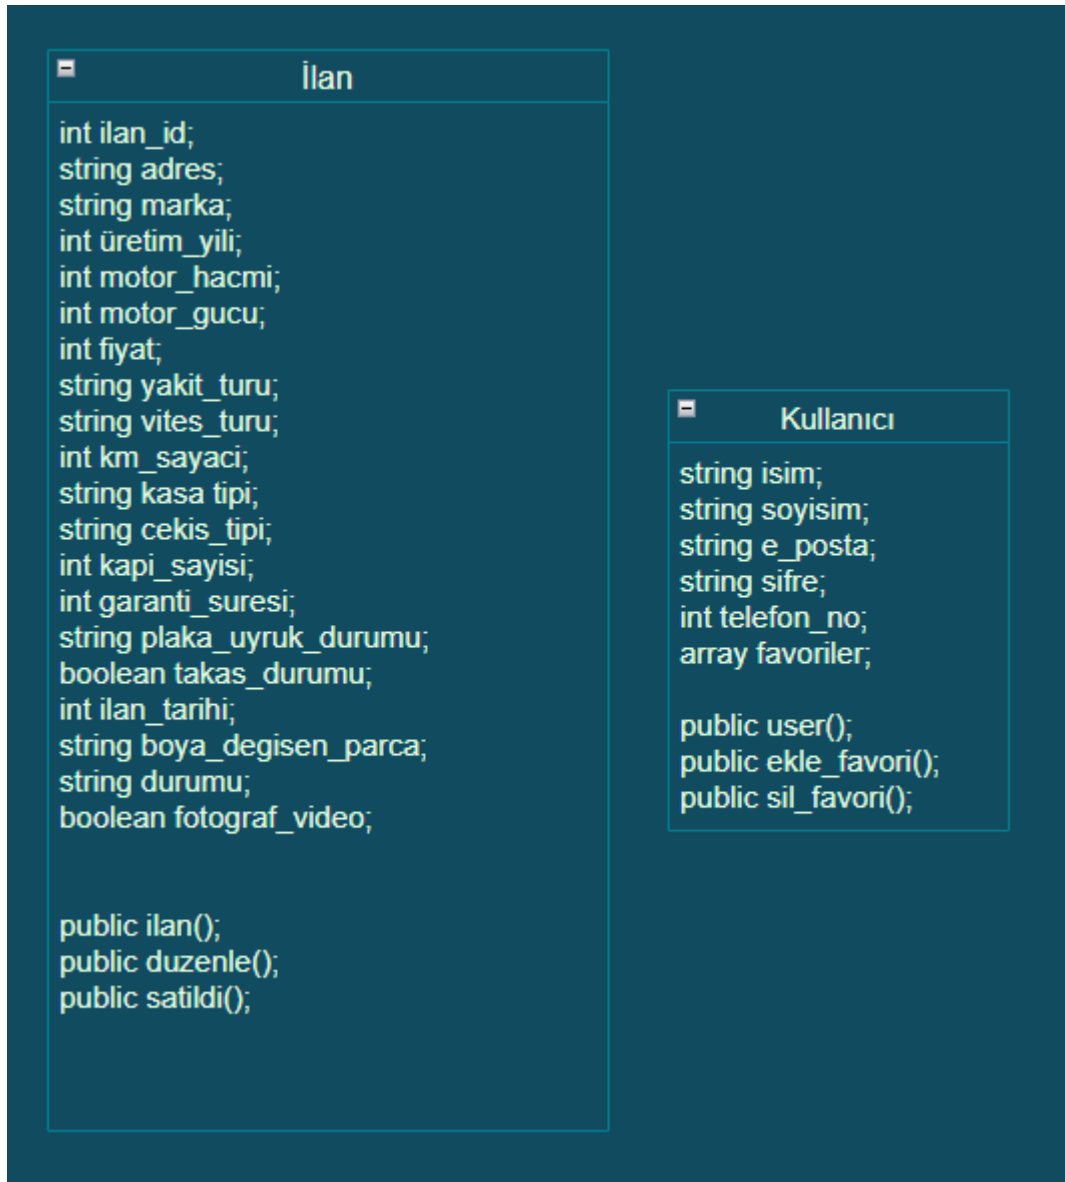 İlan
int ilan_id;
string adres;
string marka;
int üretim_yili;
int motor_hacmi;
int motor_gucu;
int fiyat;
string yakit_turu;
string vites_turu;
int km_sayaci;
string kasa tipi;
string cekis_tipi;
int kapi_sayisi;
int garanti_suresi;
string plaka_uyruk_durumu;
boolean takas_durumu;
int ilan_tarihi;
string boya_degisen_parca;
string durumu;
boolean fotograf_video;
public ilan();
public duzenle();
public satildi();
Kullanıcı
string isim;
string soyisim;
string e_posta;
string sifre;
int telefon_no;
array favoriler;
public user();
public ekle_favori();
public sil_favori();